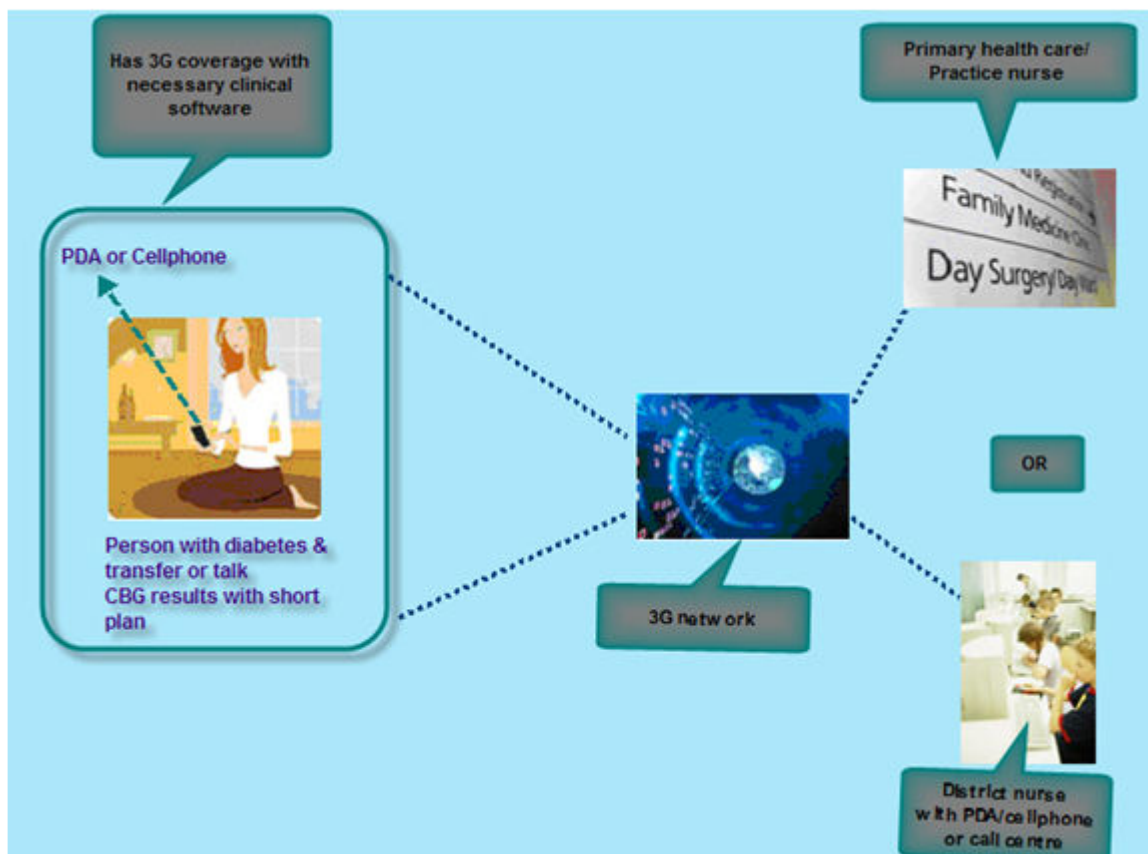 Has 3G coverage with
necessary clinical
software
Primary health care/
Practice nurse
PDA or Cellphone
Family Medicine
Day Surgery/ Day
OR
Person with diabetes &
transfer or talk
CBG results with short
plan
3G network
District nurse
with PDA/cellphone
or call centre